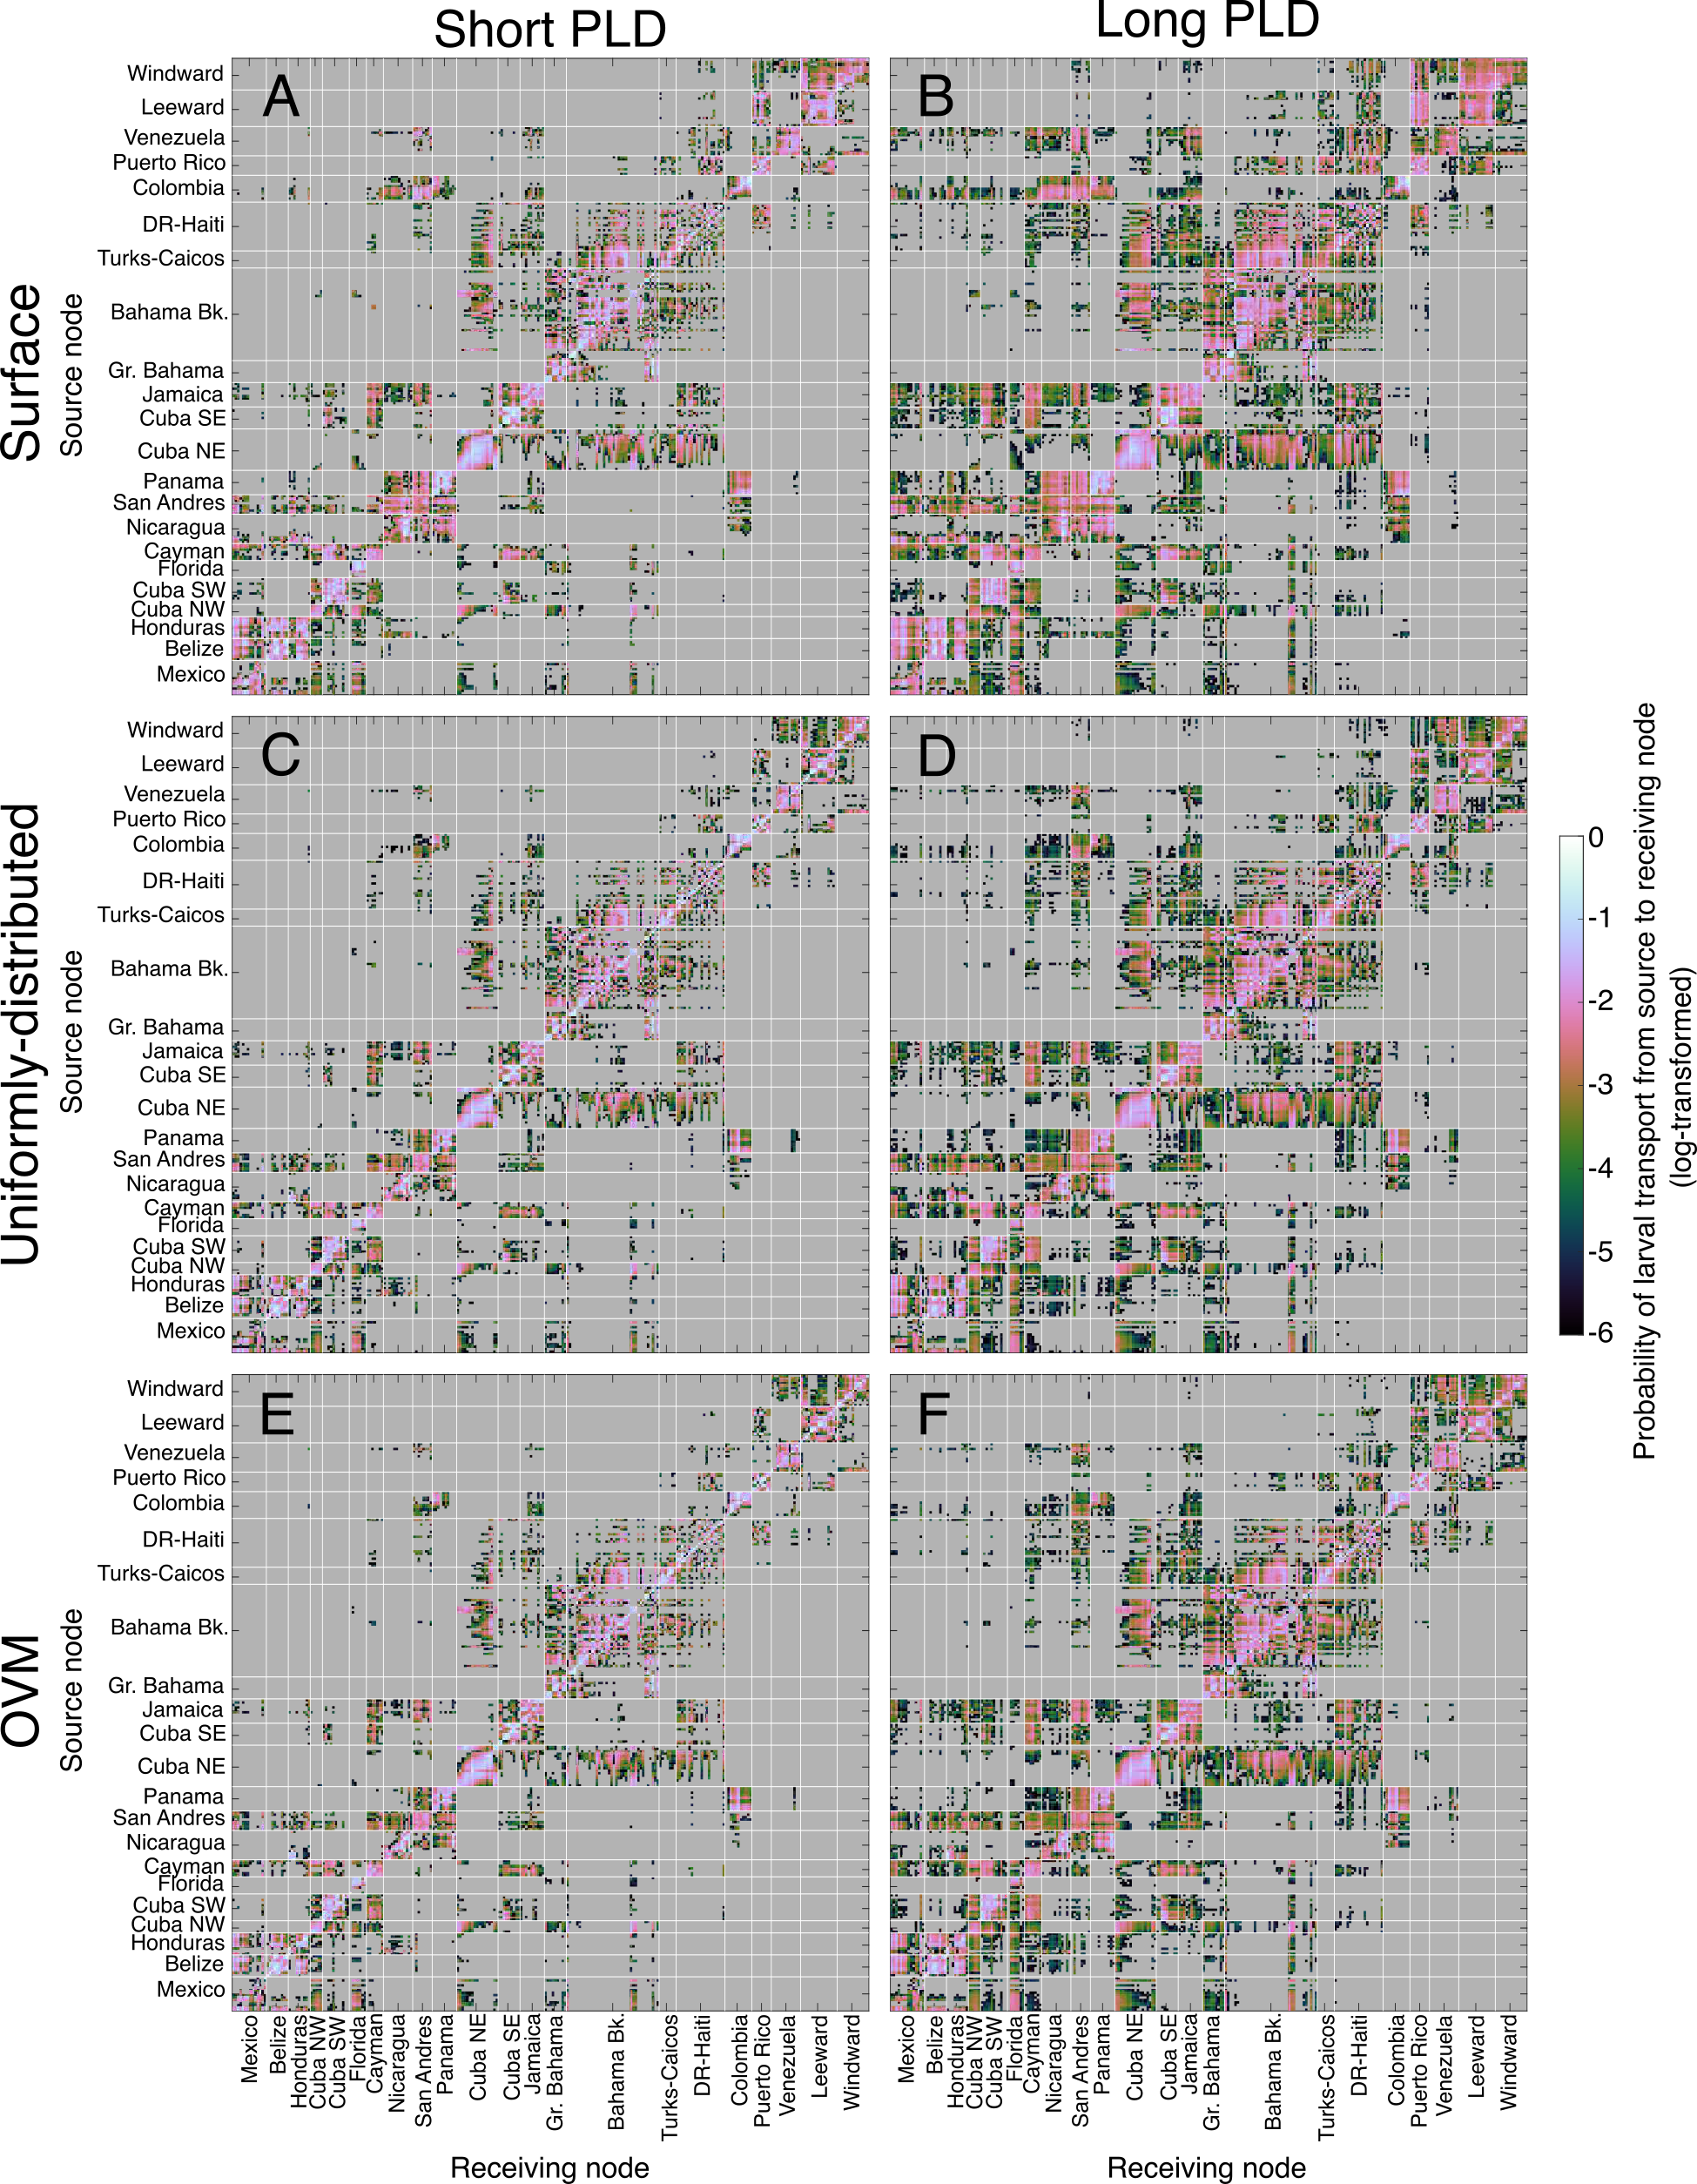 Short PLD
Long PLD
Surface
Source node
A
B
Windward
Leeward
Venezuela
Puerto Rico
Colombia
DR-Haiti
Turks-Caicos
Bahama Bk.
Gr. Bahama
Jamaica
Cuba SE
Cuba NE
Panama
San Andres
Nicaragua
Cayman
Florida
Cuba SW
Cuba NW
Honduras
Belize
Mexico
Uniformly-distributed
Source node
C
D
Windward
Leeward
Venezuela
Puerto Rico
Colombia
DR-Haiti
Turks-Caicos
Bahama Bk.
Gr. Bahama
Jamaica
Cuba SE
Cuba NE
Panama
San Andres
Nicaragua
Cayman
Florida
Cuba SW
Cuba NW
Honduras
Belize
Mexico
0
-1
-2
-3
-4
-5
-6
Probability of larval transport from source to receiving node
(log-transformed)
OVM
Source node
E
F
Windward
Leeward
Venezuela
Puerto Rico
Colombia
DR-Haiti
Turks-Caicos
Bahama Bk.
Gr. Bahama
Jamaica
Cuba SE
Cuba NE
Panama
San Andres
Nicaragua
Cayman
Florida
Cuba SW
Cuba NW
Honduras
Belize
Mexico
Mexico
Belize
Honduras
Cuba NW
Cuba SW
Florida
Cayman
Nicaragua
San Andres
Panama
Cuba NE
Cuba SE
Jamaica
Gr. Bahama
Bahama Bk.
Turks-Caicos
DR-Haiti
Colombia
Puerto Rico
Venezuela
Leeward
Windward
Mexico
Belize
Honduras
Cuba NW
Cuba SW
Florida
Cayman
Nicaragua
San Andres
Panama
Cuba NE
Cuba SE
Jamaica
Gr. Bahama
Bahama Bk.
Turks-Caicos
DR-Haiti
Colombia
Puerto Rico
Venezuela
Leeward
Windward
Receiving node
Receiving node